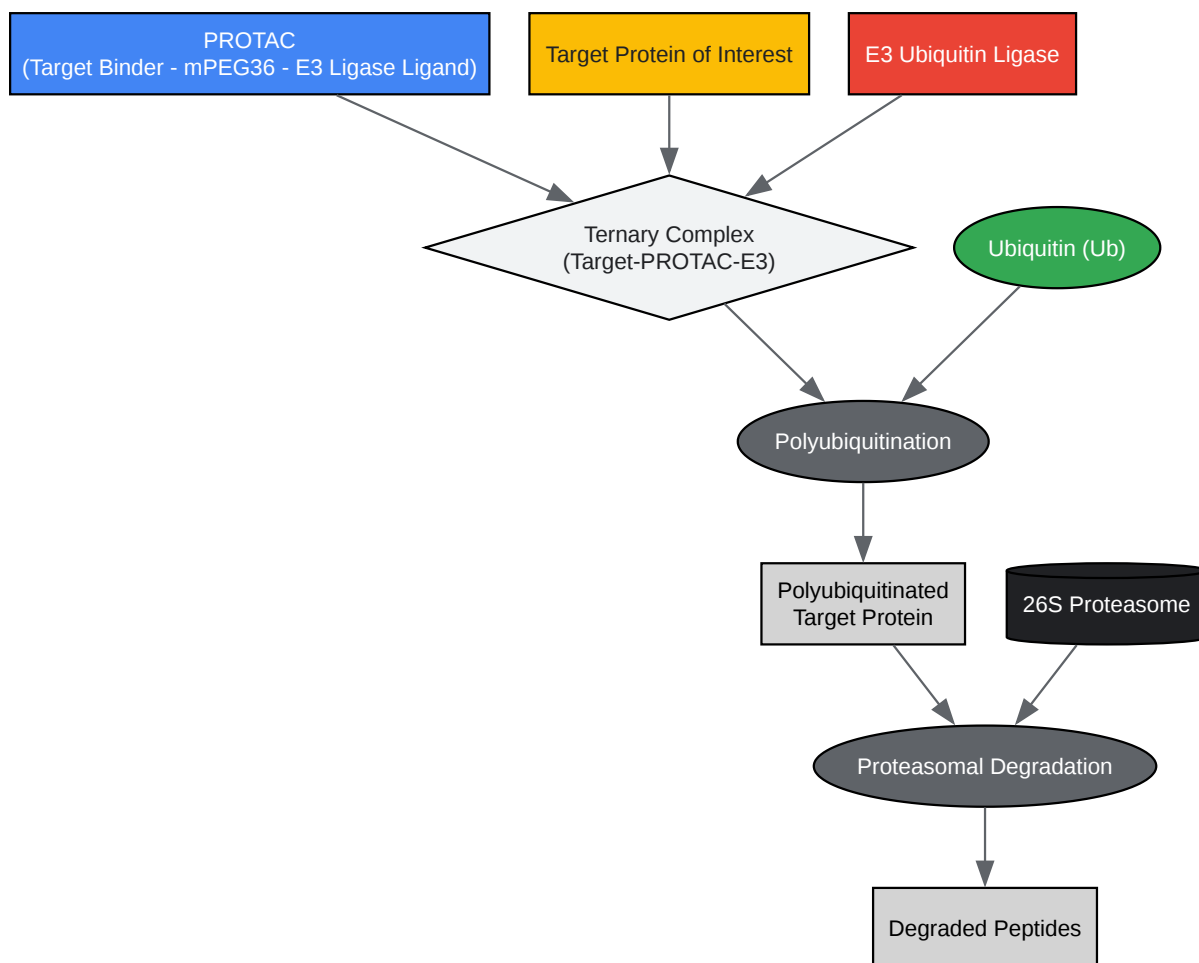 PROTAC
(Target Binder - mPEG36 - E3 Ligase Ligand)
Target Protein of Interest
E3 Ubiquitin Ligase
Ternary Complex
(Target-PROTAC-E3)
Ubiquitin (Ub)
Polyubiquitination
Polyubiquitinated
Target Protein
26S Proteasome
Proteasomal Degradation
Degraded Peptides